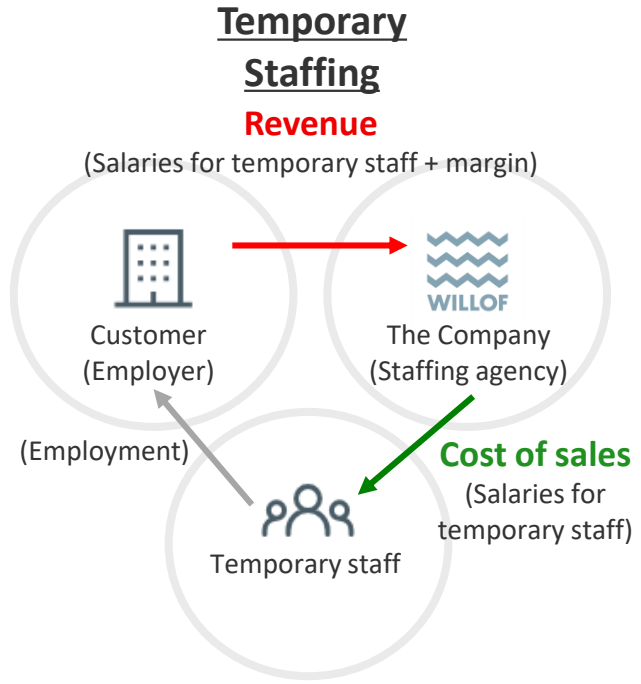 Temporary
Staffing
Revenue
(Salaries for temporary staff + margin)
WILLOF
Customer
(Employer)
The Company
(Staffing agency)
(Employment)
Cost of sales
(Salaries for
temporary staff)
Temporary staff